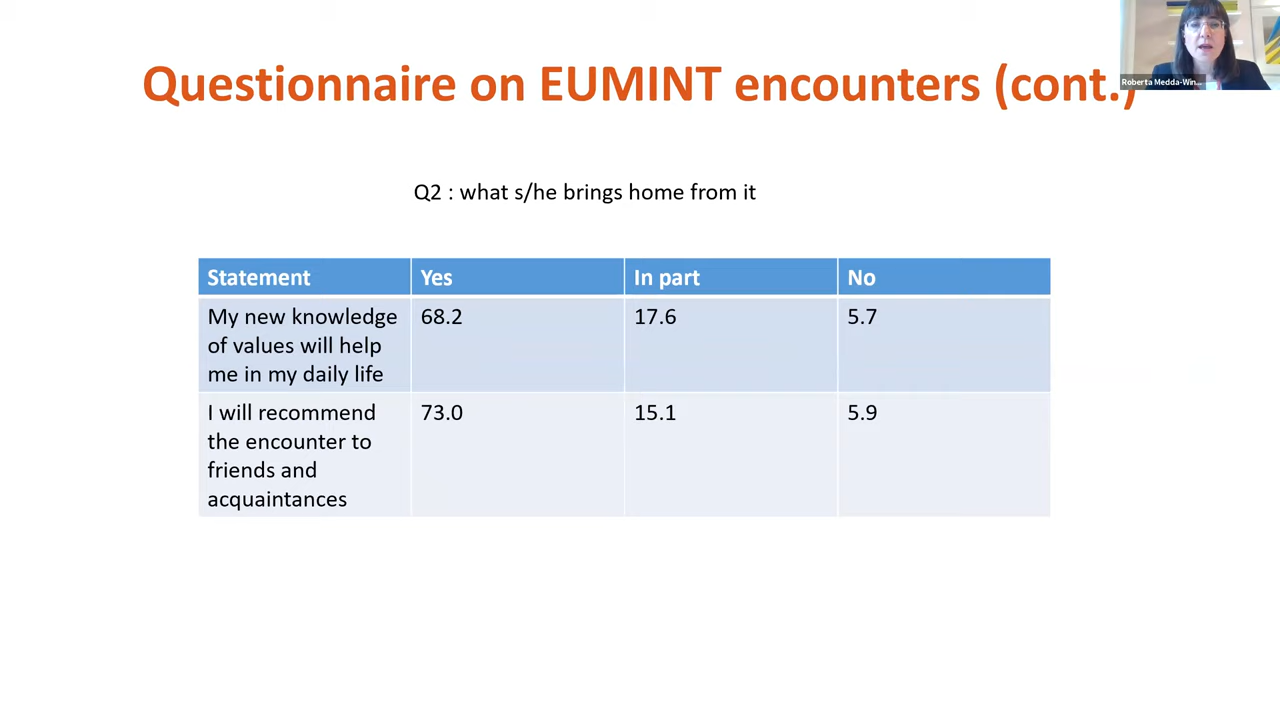 Questionnaire on EUMINT encounters (cont.)
Roberta Medda-Win...
Q2 : what s/he brings home from it
Statement Yes In part No
My new knowledge 68.2 17.6 5.7
of values will help
me in my daily life
I will recommend 73.0 15.1 5.9
the encounter to
friends and
acquaintances